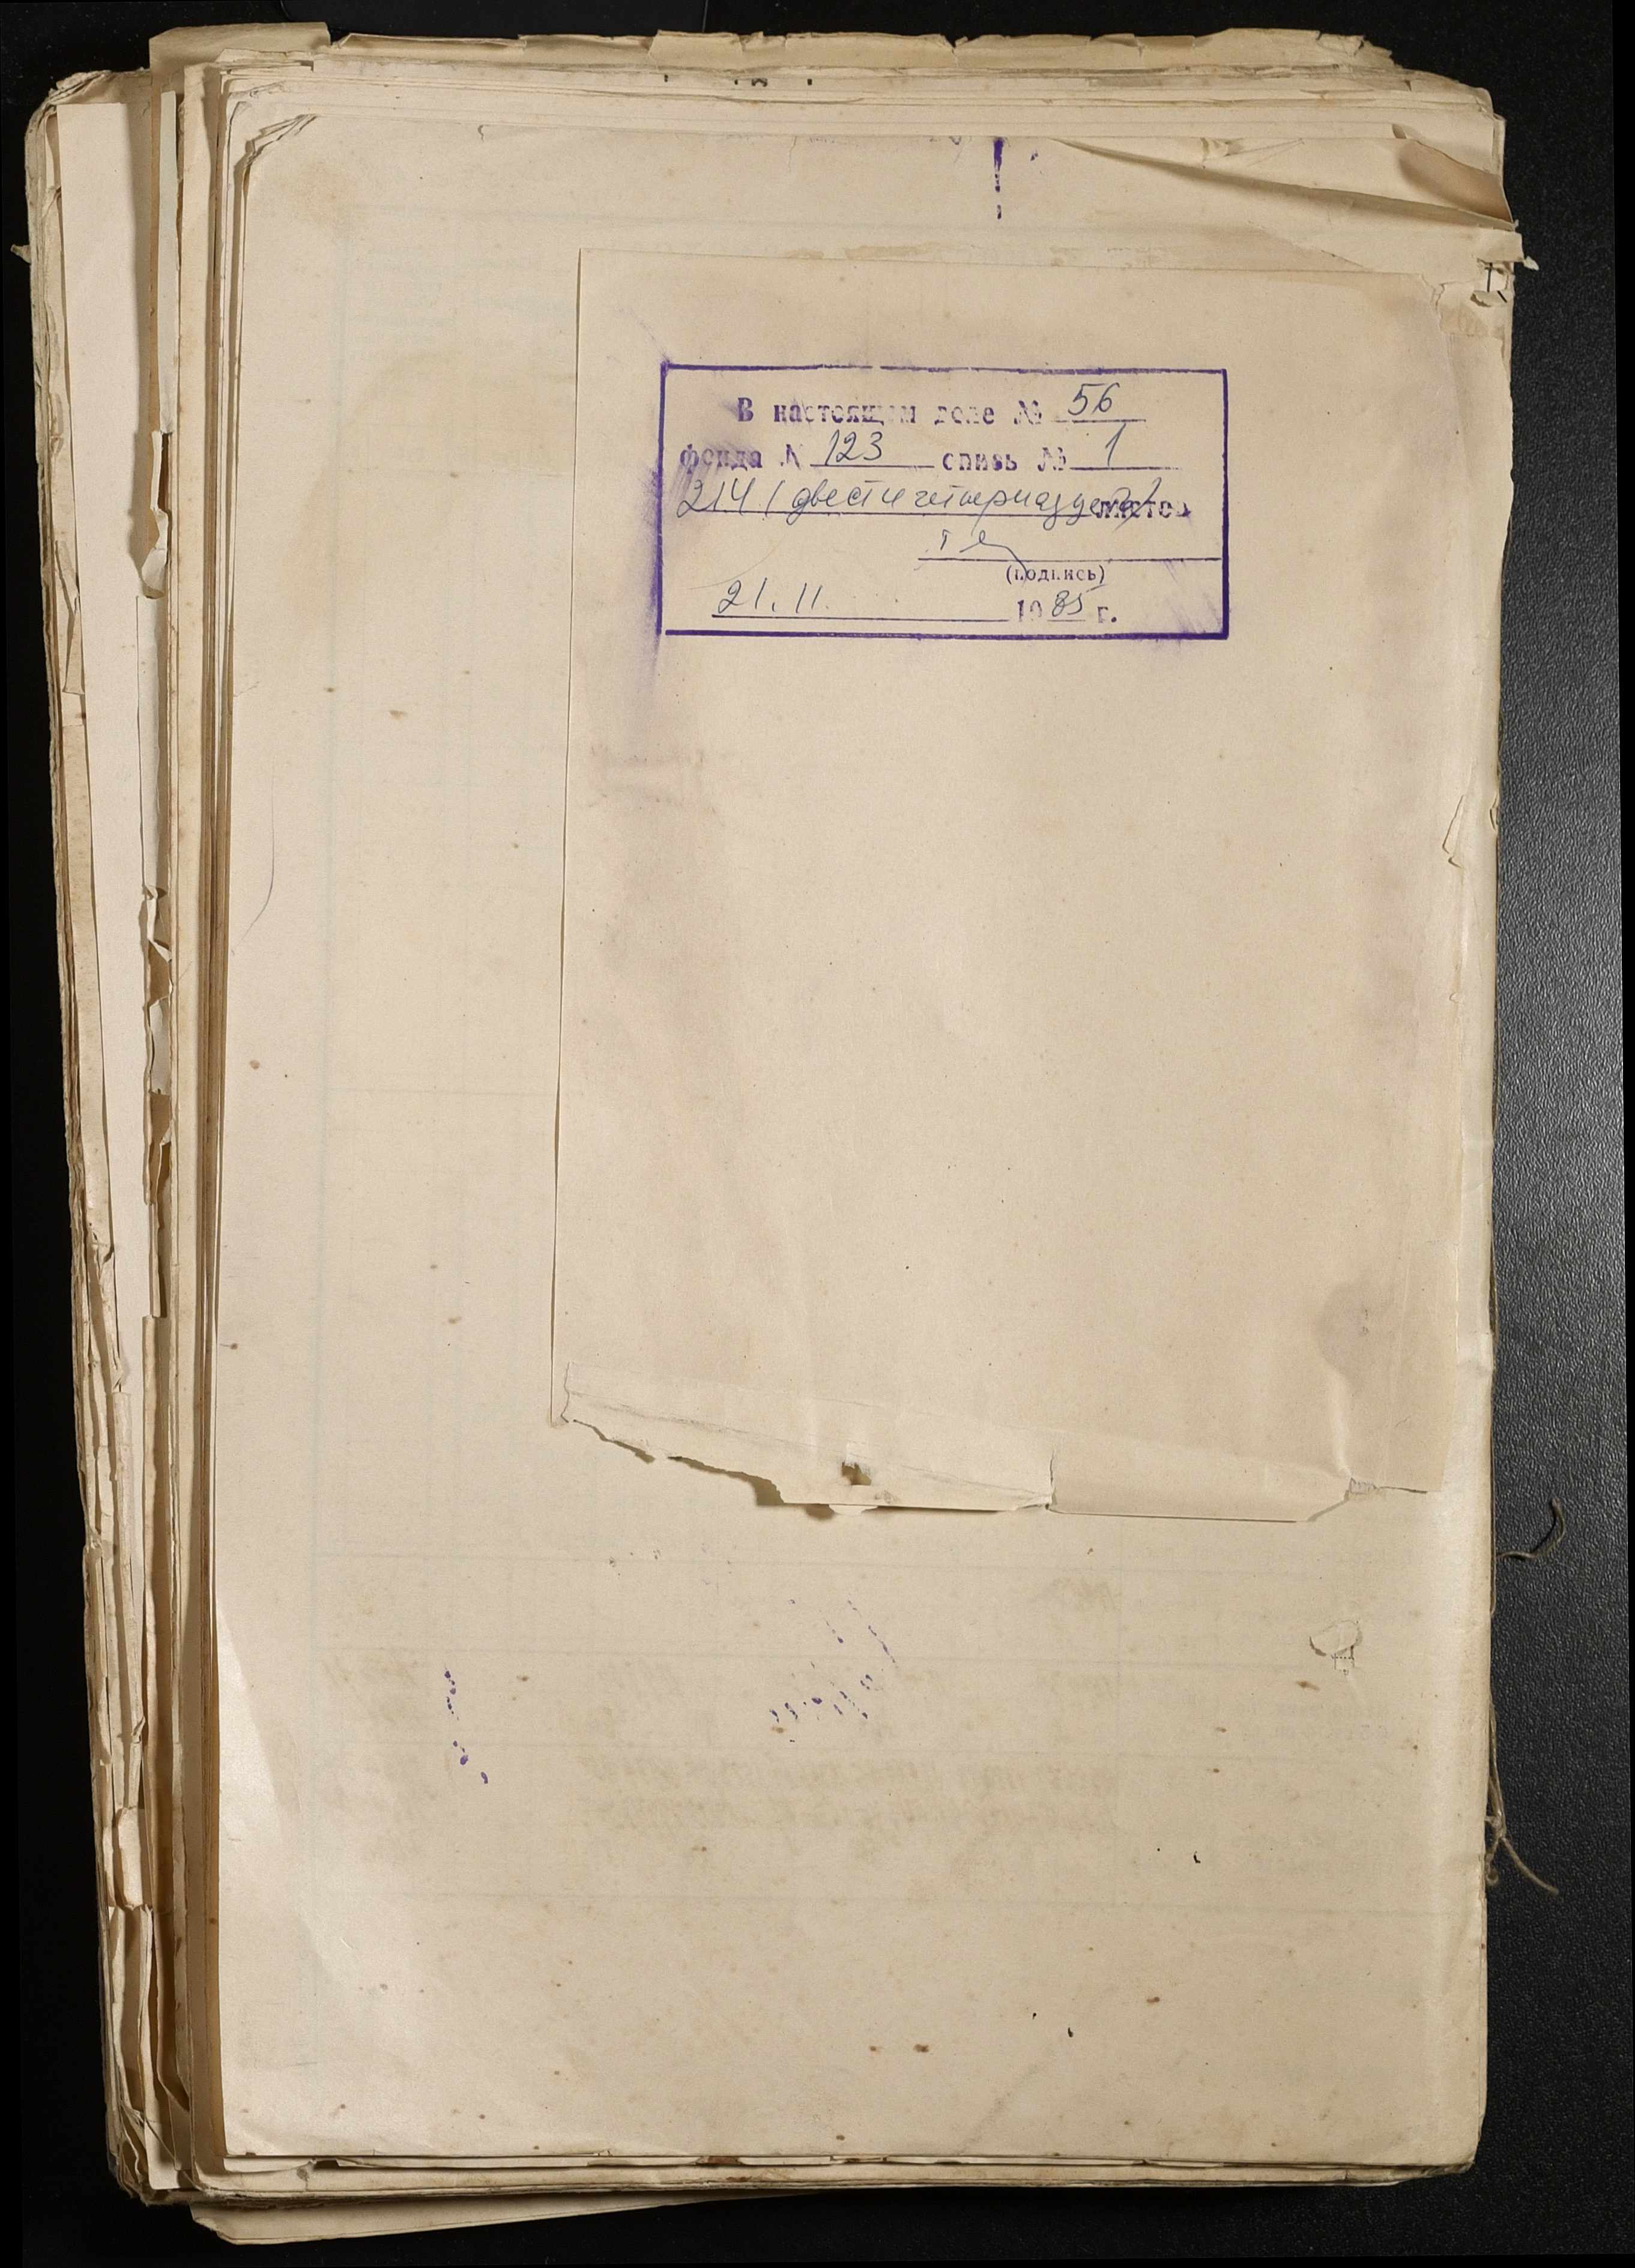 В настоящем деле № 56
фонда № 123 опись № 1
214 (двести четырнадцать) листов
(подпись)
21.11. 1985 г.